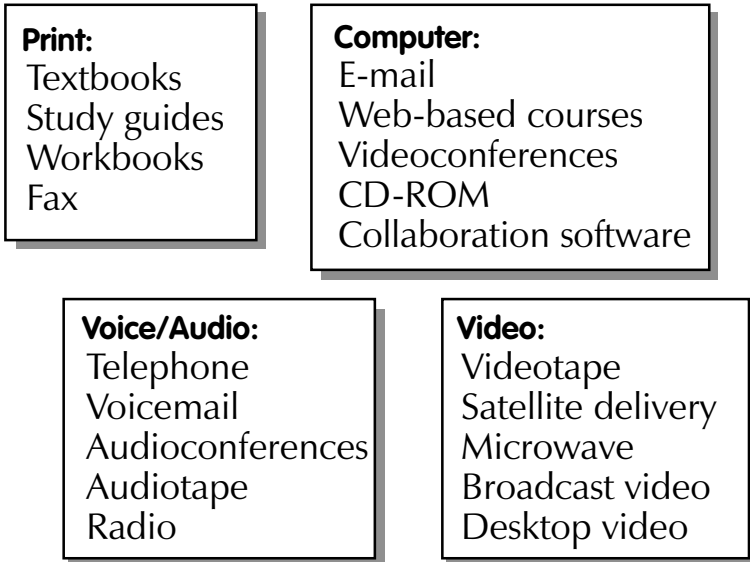 Print:
Textbooks
Study guides
Workbooks
Fax
Computer:
E-mail
Web-based courses
Videoconferences
CD-ROM
Collaboration software
Voice/Audio:
Telephone
Voicemail
Audioconferences
Audiotape
Radio
Video:
Videotape
Satellite delivery
Microwave
Broadcast video
Desktop video